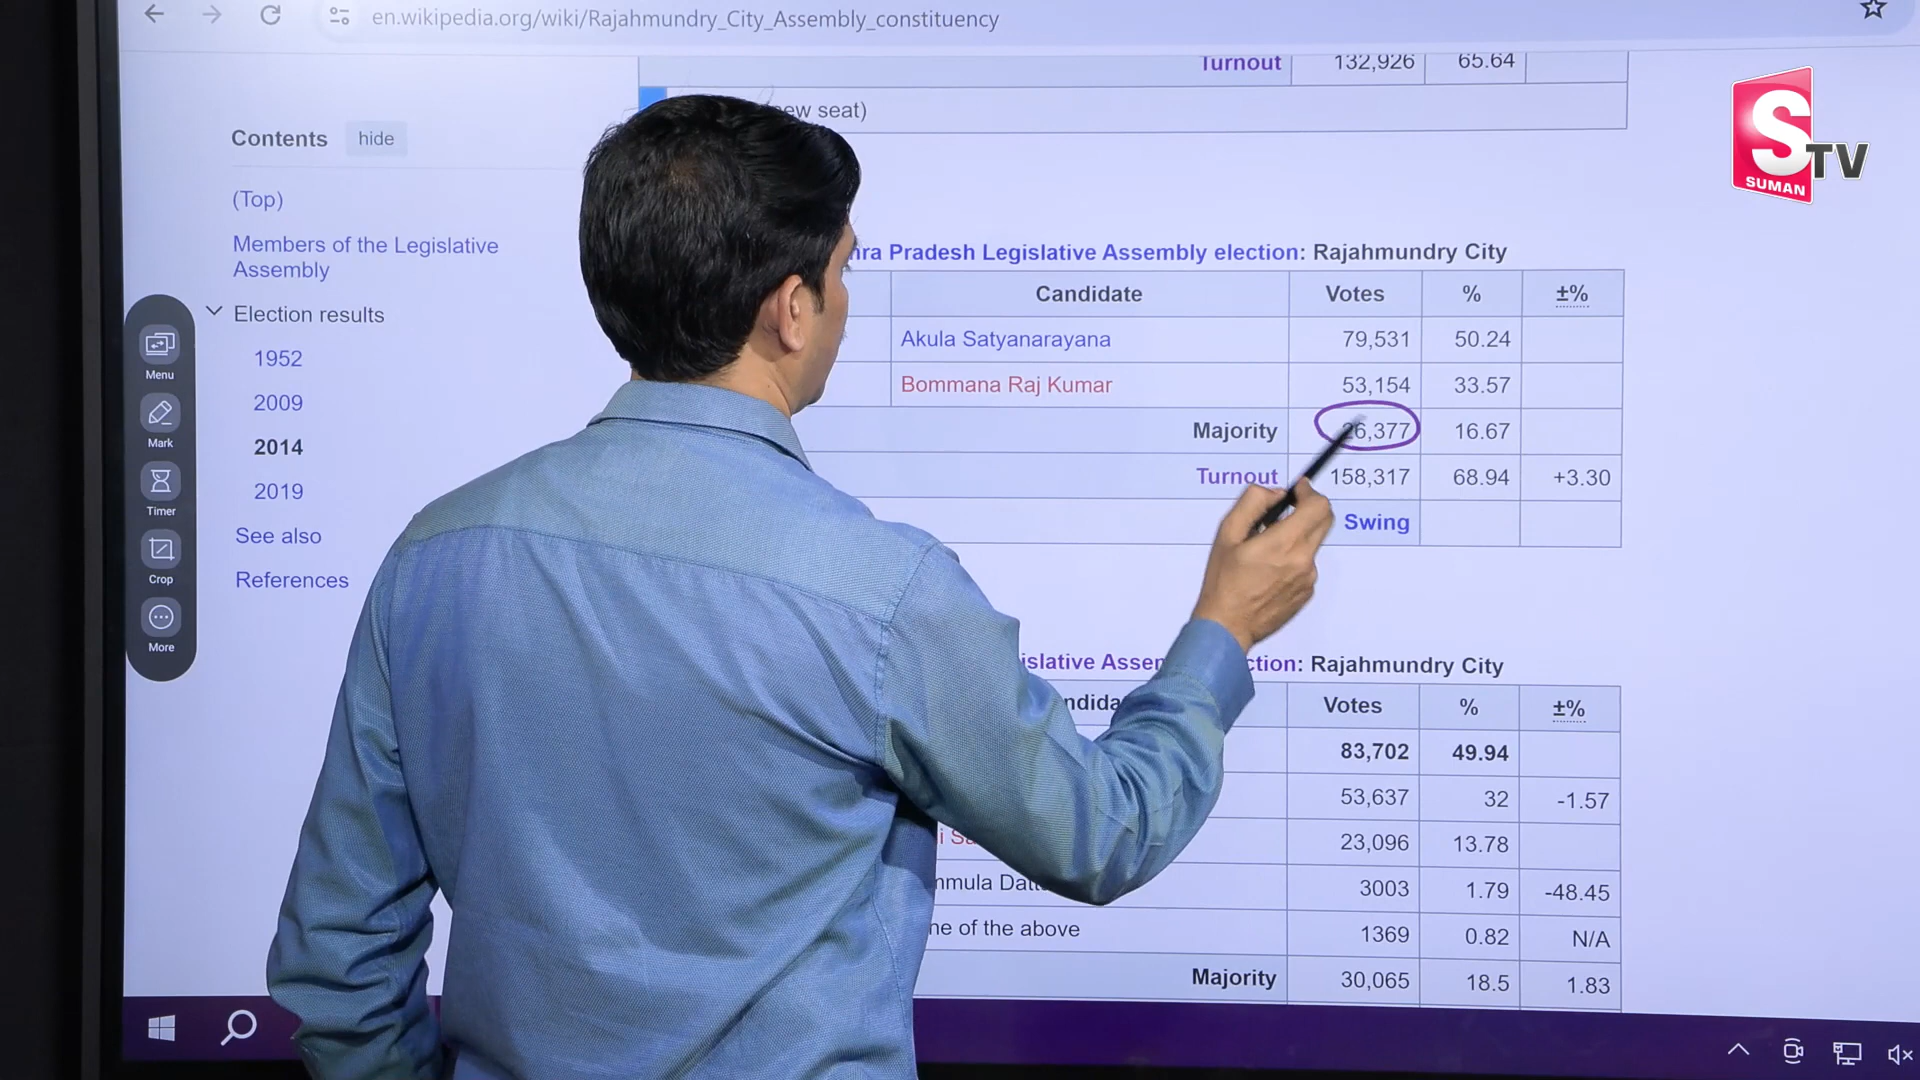 en.wikipedia.org/wiki/Rajahmundry_City_Assembly_constituency
Turnout 132,926 65.64
ew seat)
S TV
SUMAN
Contents hide
(Top)
Members of the Legislative
Assembly
Election results
1952
2009
2014
2019
See also
References
Menu
Mark
Timer
Crop
More
hra Pradesh Legislative Assembly election: Rajahmundry City
Candidate Votes % ±%
Akula Satyanarayana 79,531 50.24
Bommana Raj Kumar 53,154 33.57
Majority 26,377 16.67
Turnout 158,317 68.94 +3.30
Swing
islative Assem ction: Rajahmundry City
ndida Votes % ±%
83,702 49.94
53,637 32 -1.57
i Sa 23,096 13.78
mmula Datt 3003 1.79 -48.45
ne of the above 1369 0.82 N/A
Majority 30,065 18.5 1.83